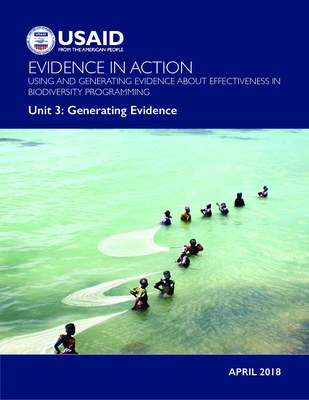 USAID
FROM THE AMERICAN PEOPLE
EVIDENCE IN ACTION
USING AND GENERATING EVIDENCE ABOUT EFFECTIVENESS IN
BIODIVERSITY PROGRAMMING
Unit 3: Generating Evidence
APRIL 2018